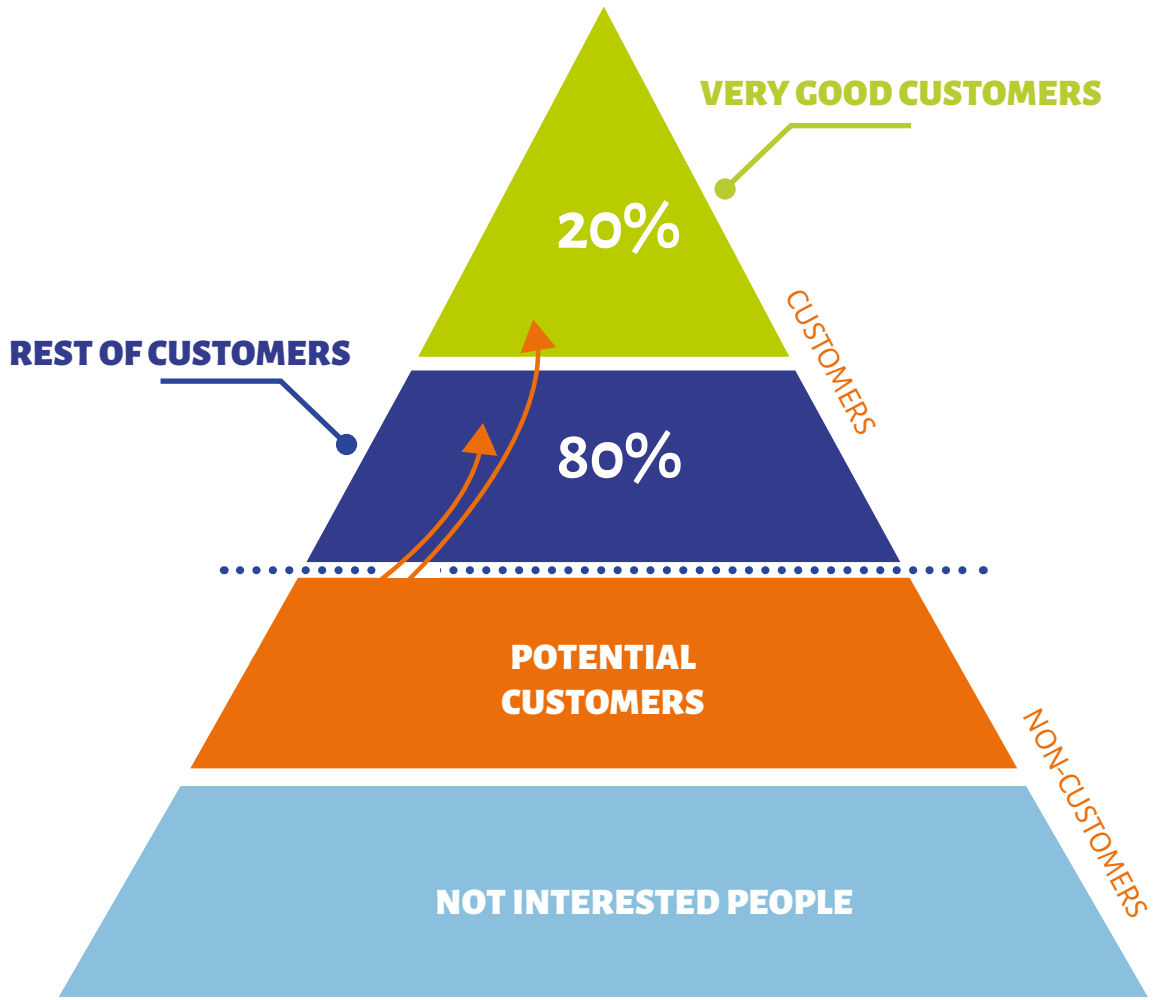 VERY GOOD CUSTOMERS
20%
CUSTOMERS
REST OF CUSTOMERS
80%
POTENTIAL
CUSTOMERS
NON-CUSTOMERS
NOT INTERESTED PEOPLE